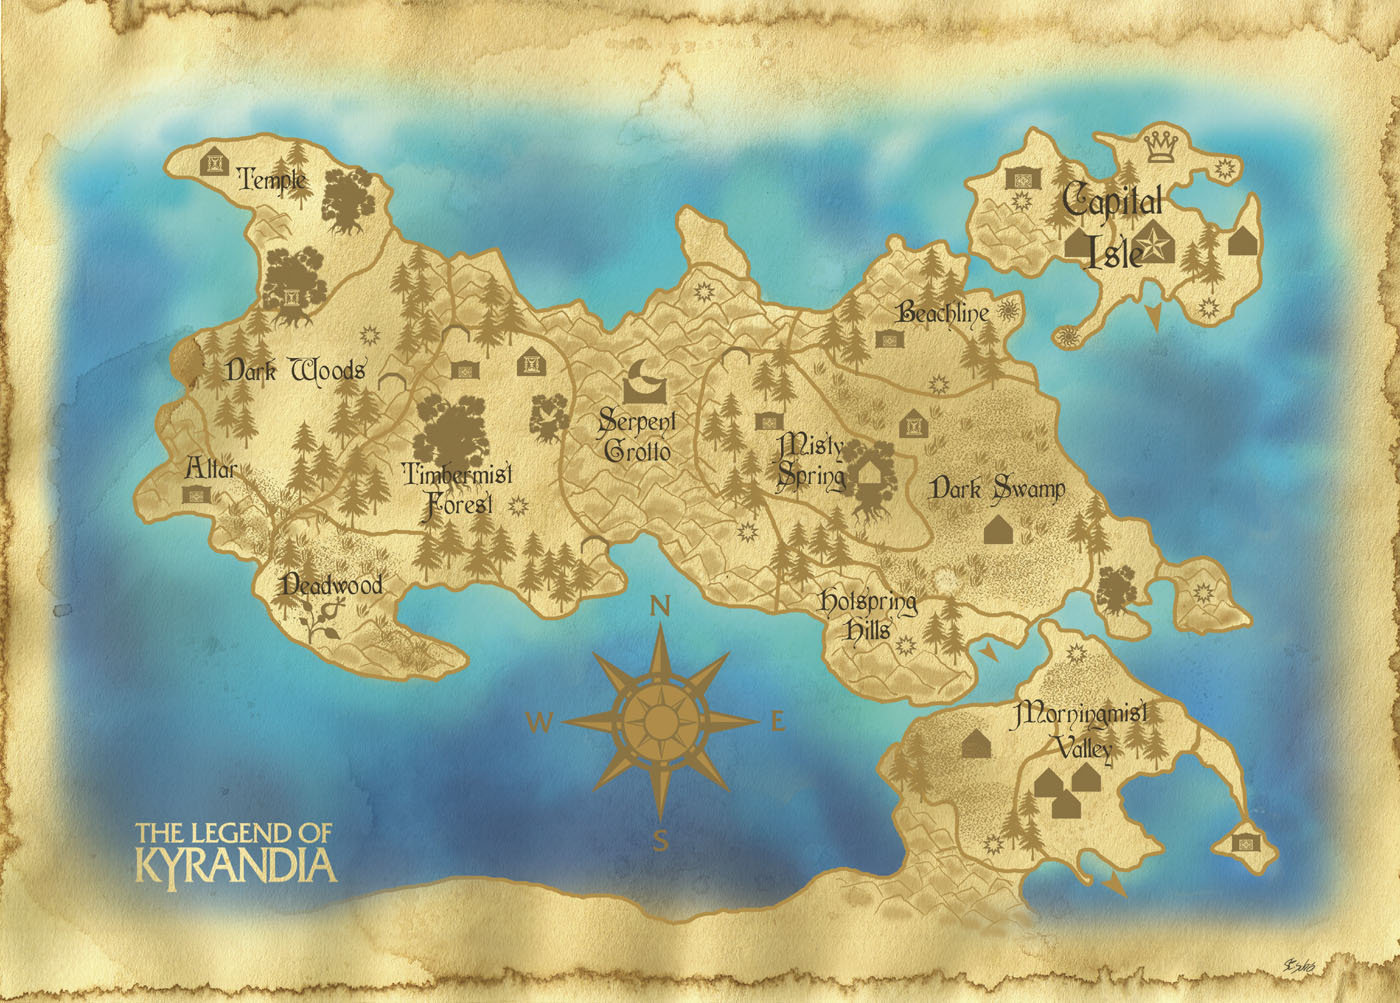 Temple
Capital
Isle
Beachline
Dark Woods
Serpent
Grotto
Misty
Spring
Altar
Timbermist
Forest
Dark Swamp
Deadwood
Hotspring
Hills
N
W
E
S
Morningmist
Valley
THE LEGEND OF
KYRANDIA